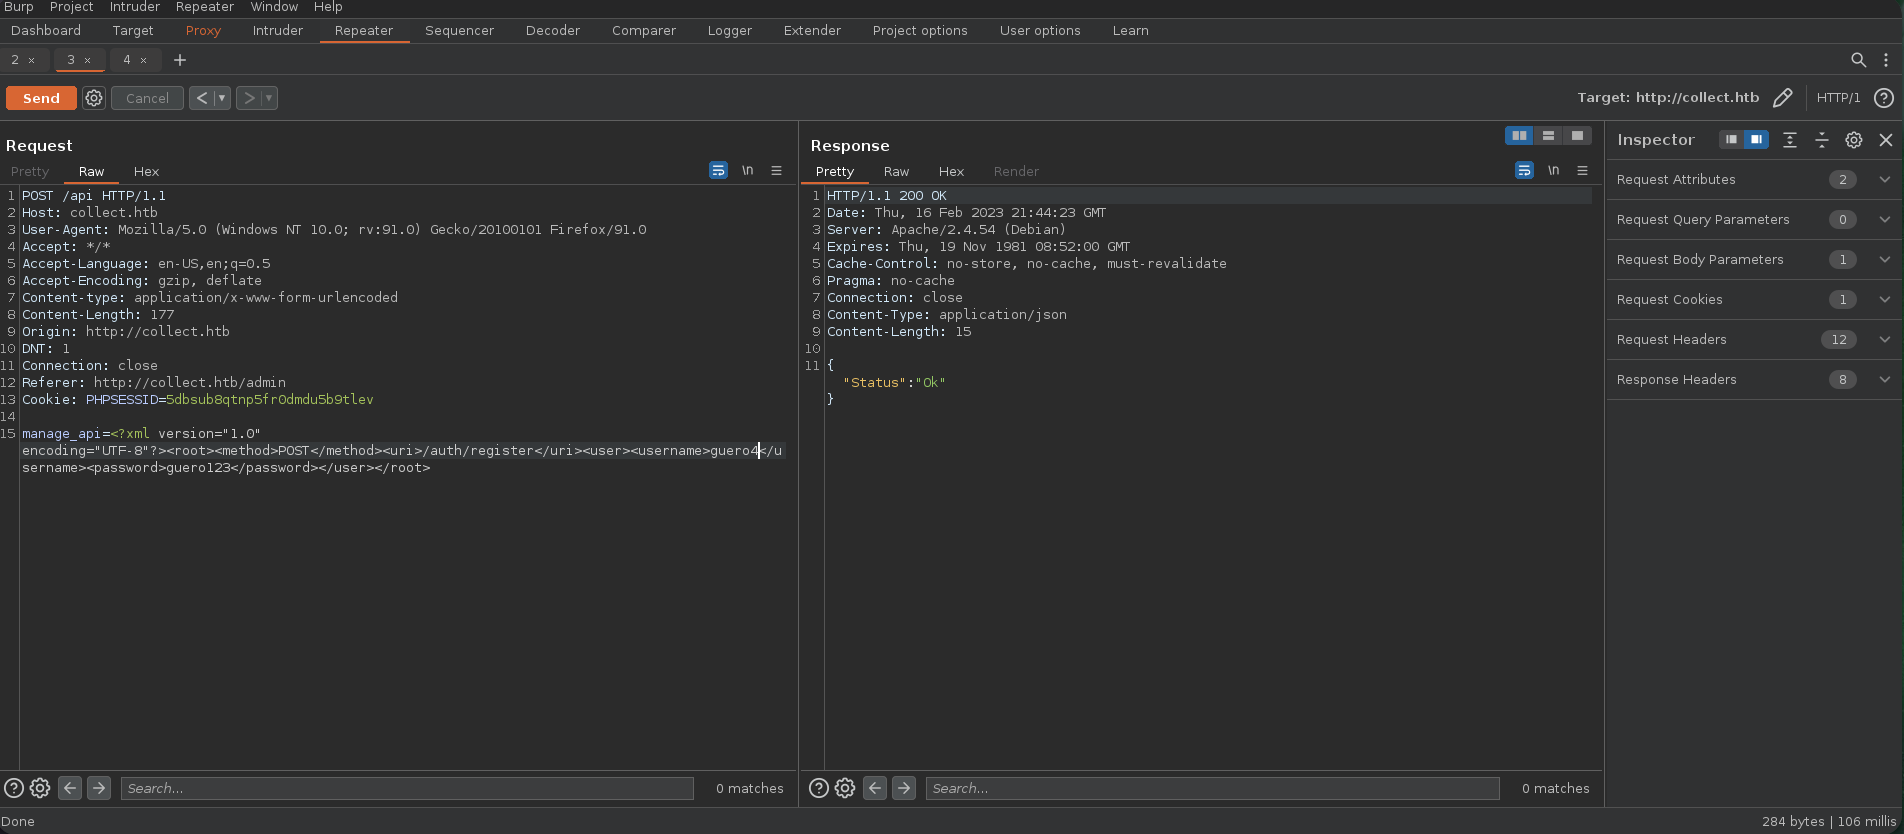 Burp Project Intruder Repeater Window Help
Dashboard Target Proxy Intruder Repeater Sequencer Decoder Comparer Logger Extender Project options User options Learn
2 × 3 × 4 × +
Send Cancel < > Target: http://collect.htb HTTP/1 ?
Request
Pretty Raw Hex \n
1 POST /api HTTP/1.1
2 Host: collect.htb
3 User-Agent: Mozilla/5.0 (Windows NT 10.0; rv:91.0) Gecko/20100101 Firefox/91.0
4 Accept: */*
5 Accept-Language: en-US,en;q=0.5
6 Accept-Encoding: gzip, deflate
7 Content-type: application/x-www-form-urlencoded
8 Content-Length: 177
9 Origin: http://collect.htb
10 DNT: 1
11 Connection: close
12 Referer: http://collect.htb/admin
13 Cookie: PHPSESSID=5dbsub8qtnp5fr0dmdu5b9tlev
14
15 manage_api=<?xml version="1.0"
encoding="UTF-8"?><root><method>POST</method><uri>/auth/register</uri><user><username>guero4</u
sername><password>guero123</password></user></root>
? Search... 0 matches
Response
Pretty Raw Hex Render \n
1 HTTP/1.1 200 OK
2 Date: Thu, 16 Feb 2023 21:44:23 GMT
3 Server: Apache/2.4.54 (Debian)
4 Expires: Thu, 19 Nov 1981 08:52:00 GMT
5 Cache-Control: no-store, no-cache, must-revalidate
6 Pragma: no-cache
7 Connection: close
8 Content-Type: application/json
9 Content-Length: 15
10
11 {
"Status":"Ok"
}
? Search... 0 matches
Inspector
Request Attributes 2
Request Query Parameters 0
Request Body Parameters 1
Request Cookies 1
Request Headers 12
Response Headers 8
Done 284 bytes | 106 millis